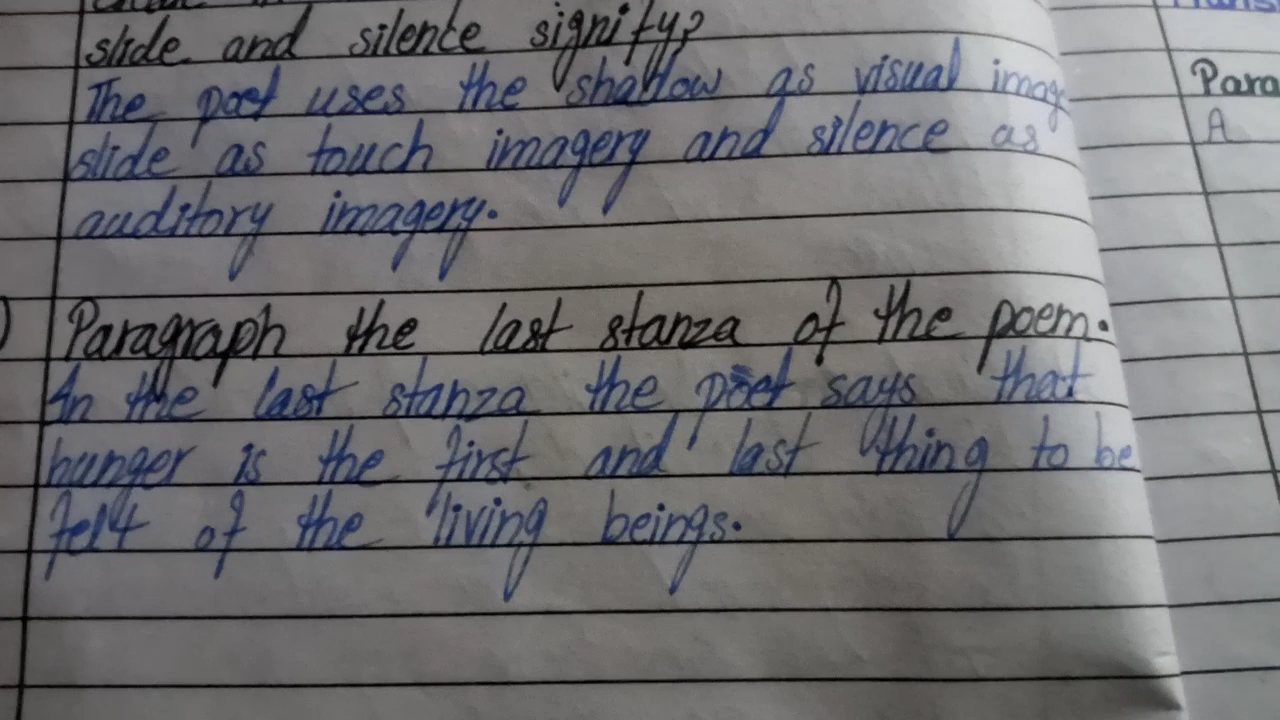 slide and silence signify?
The poet uses the shallow as visual imag
slide as touch imagery and silence as
auditory imagery.
) Paragraph the last stanza of the poem.
In the last stanza the poet says that
hunger is the first and last thing to be
felt of the living beings.
Para
A